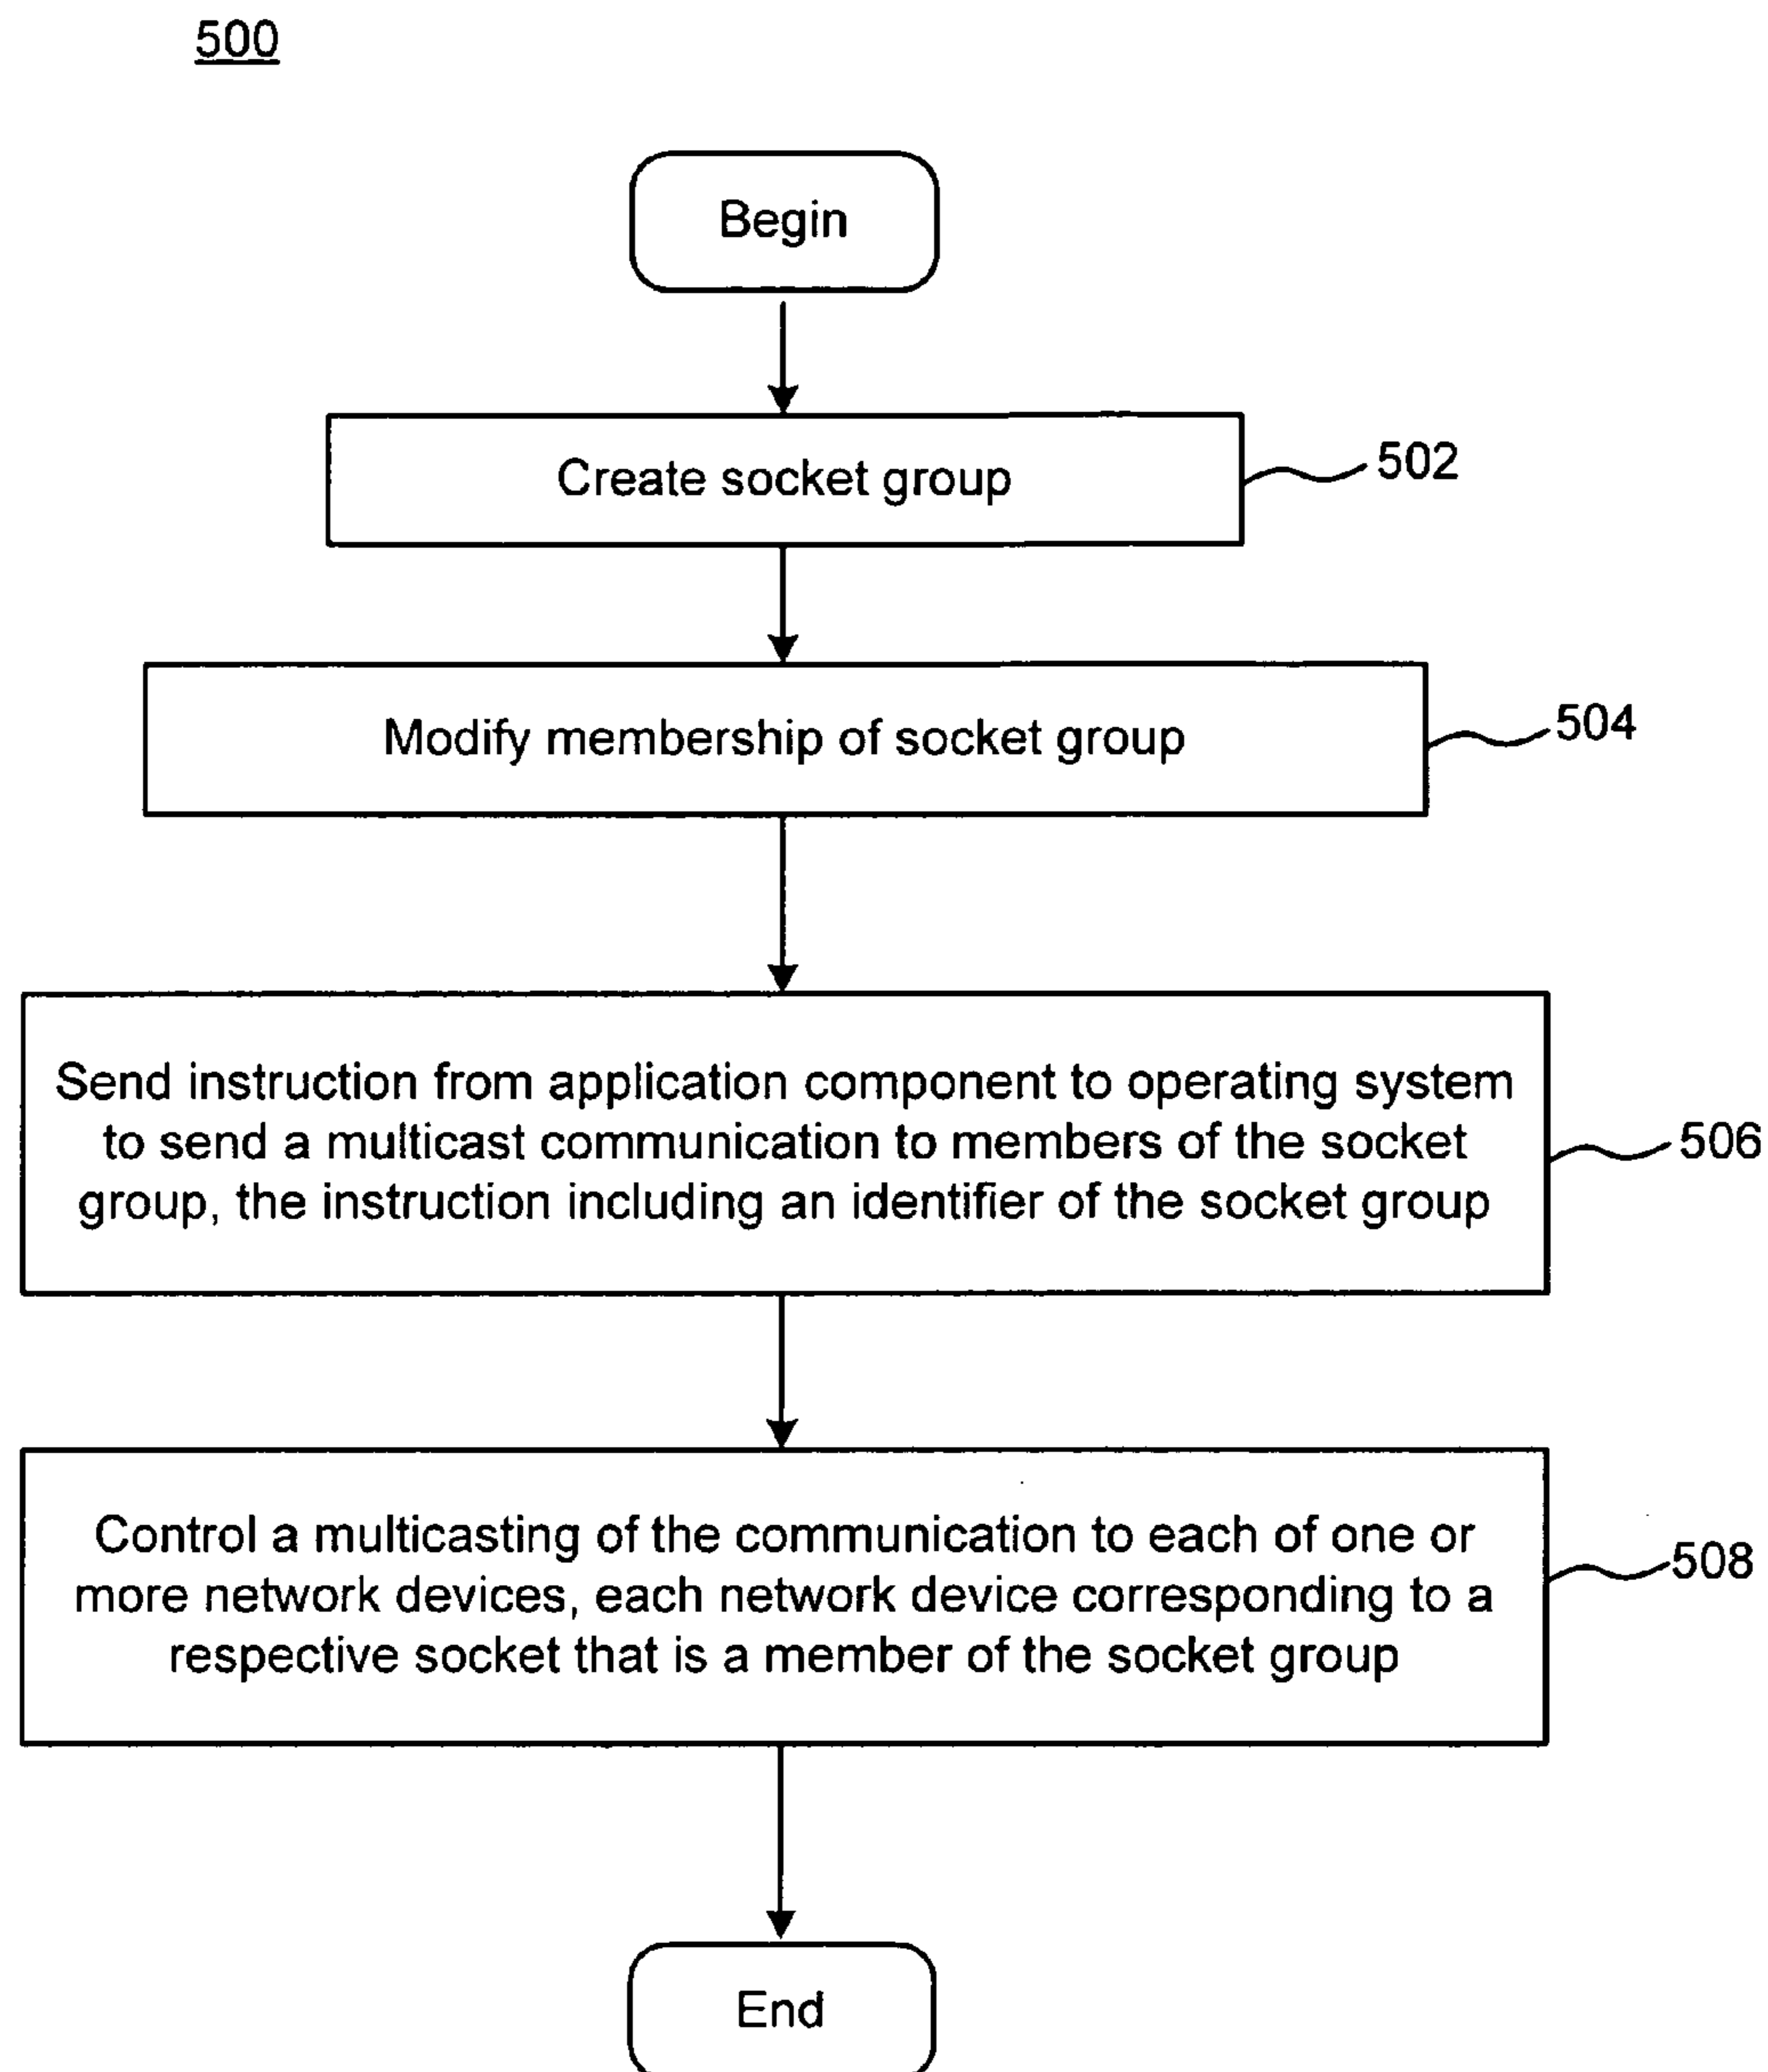 500
Begin
Create socket group
502
Modify membership of socket group
504
Send instruction from application component to operating system
to send a multicast communication to members of the socket
group, the instruction including an identifier of the socket group
506
Control a multicasting of the communication to each of one or
more network devices, each network device corresponding to a
respective socket that is a member of the socket group
508
End